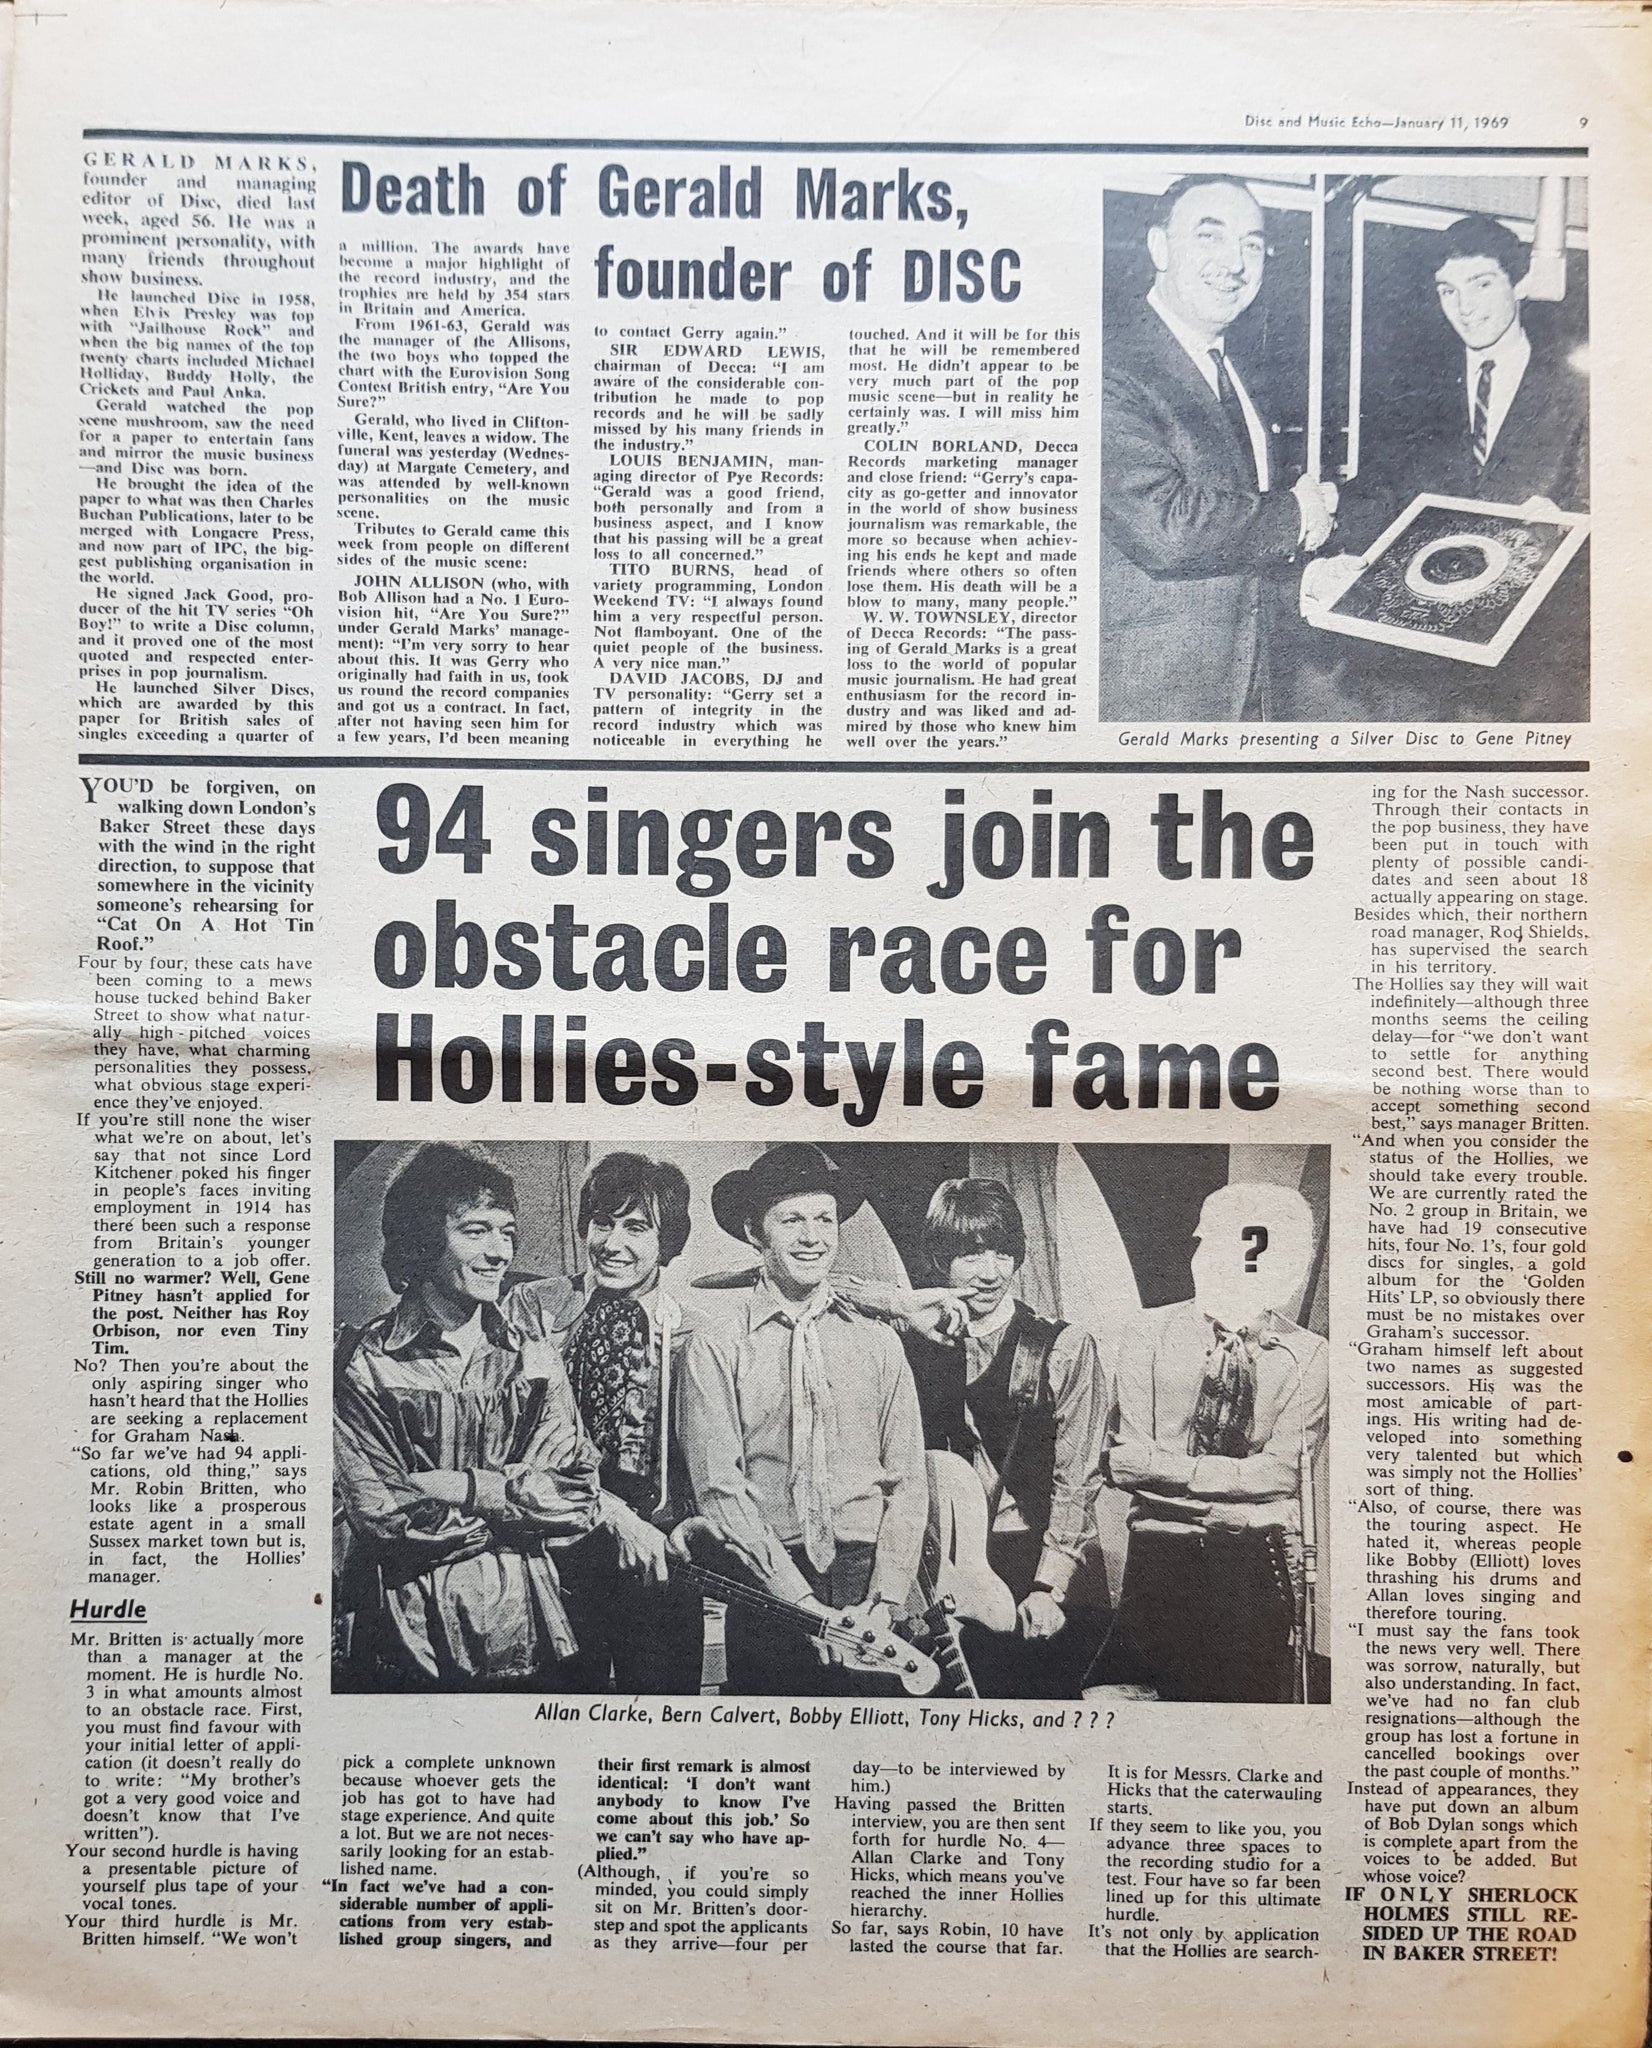 Disc and Music Echo—January 11, 1969 9
Death of Gerald Marks,
founder of DISC
GERALD MARKS,
founder and managing
editor of Disc, died last
week, aged 56. He was a
prominent personality, with
many friends throughout
show business.
He launched Disc in 1958,
when Elvis Presley was top
with "Jailhouse Rock" and
when the big names of the top
twenty charts included Michael
Holliday, Buddy Holly, the
Crickets and Paul Anka.
Gerald watched the pop
scene mushroom, saw the need
for a paper to entertain fans
and mirror the music business
—and Disc was born.
He brought the idea of the
paper to what was then Charles
Buchan Publications, later to be
merged with Longacre Press,
and now part of IPC, the big-
gest publishing organisation in
the world.
He signed Jack Good, pro-
ducer of the hit TV series "Oh
Boy!" to write a Disc column,
and it proved one of the most
quoted and respected enter-
prises in pop journalism.
He launched Silver Discs,
which are awarded by this
paper for British sales of
singles exceeding a quarter of
a million. The awards have
become a major highlight of
the record industry, and the
trophies are held by 354 stars
in Britain and America.
From 1961-63, Gerald was
the manager of the Allisons,
the two boys who topped the
chart with the Eurovision Song
Contest British entry, "Are You
Sure?"
Gerald, who lived in Clifton-
ville, Kent, leaves a widow. The
funeral was yesterday (Wednes-
day) at Margate Cemetery, and
was attended by well-known
personalities on the music
scene.
Tributes to Gerald came this
week from people on different
sides of the music scene:
JOHN ALLISON (who, with
Bob Allison had a No. 1 Euro-
vision hit, "Are You Sure?"
under Gerald Marks' manage-
ment): "I'm very sorry to hear
about this. It was Gerry who
originally had faith in us, took
us round the record companies
and got us a contract. In fact,
after not having seen him for
a few years, I'd been meaning
to contact Gerry again."
SIR EDWARD LEWIS,
chairman of Decca: "I am
aware of the considerable con-
tribution he made to pop
records and he will be sadly
missed by his many friends in
the industry."
LOUIS BENJAMIN, man-
aging director of Pye Records:
"Gerald was a good friend,
both personally and from a
business aspect, and I know
that his passing will be a great
loss to all concerned."
TITO BURNS, head of
variety programming, London
Weekend TV: "I always found
him a very respectful person.
Not flamboyant. One of the
quiet people of the business.
A very nice man."
DAVID JACOBS, DJ and
TV personality: "Gerry set a
pattern of integrity in the
record industry which was
noticeable in everything he
touched. And it will be for this
that he will be remembered
most. He didn't appear to be
very much part of the pop
music scene—but in reality he
certainly was. I will miss him
greatly."
COLIN BORLAND, Decca
Records marketing manager
and close friend: "Gerry's capa-
city as go-getter and innovator
in the world of show business
journalism was remarkable, the
more so because when achiev-
ing his ends he kept and made
friends where others so often
lose them. His death will be a
blow to many, many people."
W. W. TOWNSLEY, director
of Decca Records: "The pass-
ing of Gerald Marks is a great
loss to the world of popular
music journalism. He had great
enthusiasm for the record in-
dustry and was liked and ad-
mired by those who knew him
well over the years."
Gerald Marks presenting a Silver Disc to Gene Pitney
94 singers join the
obstacle race for
Hollies-style fame
YOU'D be forgiven, on
walking down London's
Baker Street these days
with the wind in the right
direction, to suppose that
somewhere in the vicinity
someone's rehearsing for
"Cat On A Hot Tin
Roof."
Four by four, these cats have
been coming to a mews
house tucked behind Baker
Street to show what natur-
ally high-pitched voices
they have, what charming
personalities they possess,
what obvious stage experi-
ence they've enjoyed.
If you're still none the wiser
what we're on about, let's
say that not since Lord
Kitchener poked his finger
in people's faces inviting
employment in 1914 has
there been such a response
from Britain's younger
generation to a job offer.
Still no warmer? Well, Gene
Pitney hasn't applied for
the post. Neither has Roy
Orbison, nor even Tiny
Tim.
No? Then you're about the
only aspiring singer who
hasn't heard that the Hollies
are seeking a replacement
for Graham Nash.
"So far we've had 94 appli-
cations, old thing," says
Mr. Robin Britten, who
looks like a prosperous
estate agent in a small
Sussex market town but is,
in fact, the Hollies'
manager.
Hurdle
Mr. Britten is actually more
than a manager at the
moment. He is hurdle No.
3 in what amounts almost
to an obstacle race. First,
you must find favour with
your initial letter of appli-
cation (it doesn't really do
to write: "My brother's
got a very good voice and
doesn't know that I've
written").
Your second hurdle is having
a presentable picture of
yourself plus tape of your
vocal tones.
Your third hurdle is Mr.
Britten himself. "We won't
?
Allan Clarke, Bern Calvert, Bobby Elliott, Tony Hicks, and ? ? ?
pick a complete unknown
because whoever gets the
job has got to have had
stage experience. And quite
a lot. But we are not neces-
sarily looking for an estab-
lished name.
"In fact we've had a con-
siderable number of appli-
cations from very estab-
lished group singers, and
their first remark is almost
identical: 'I don't want
anybody to know I've
come about this job.' So
we can't say who have ap-
plied."
(Although, if you're so
minded, you could simply
sit on Mr. Britten's door-
step and spot the applicants
as they arrive—four per
day—to be interviewed by
him.)
Having passed the Britten
interview, you are then sent
forth for hurdle No. 4—
Allan Clarke and Tony
Hicks, which means you've
reached the inner Hollies
hierarchy.
So far, says Robin, 10 have
lasted the course that far.
It is for Messrs. Clarke and
Hicks that the caterwauling
starts.
If they seem to like you, you
advance three spaces to
the recording studio for a
test. Four have so far been
lined up for this ultimate
hurdle.
It's not only by application
that the Hollies are search-
ing for the Nash successor.
Through their contacts in
the pop business, they have
been put in touch with
plenty of possible candi-
dates and seen about 18
actually appearing on stage.
Besides which, their northern
road manager, Rod Shields,
has supervised the search
in his territory.
The Hollies say they will wait
indefinitely—although three
months seems the ceiling
delay—for "we don't want
to settle for anything
second best. There would
be nothing worse than to
accept something second
best," says manager Britten.
"And when you consider the
status of the Hollies, we
should take every trouble.
We are currently rated the
No. 2 group in Britain, we
have had 19 consecutive
hits, four No. 1's, four gold
discs for singles, a gold
album for the 'Golden
Hits' LP, so obviously there
must be no mistakes over
Graham's successor.
"Graham himself left about
two names as suggested
successors. His was the
most amicable of part-
ings. His writing had de-
veloped into something
very talented but which
was simply not the Hollies'
sort of thing.
"Also, of course, there was
the touring aspect. He
hated it, whereas people
like Bobby (Elliott) loves
thrashing his drums and
Allan loves singing and
therefore touring.
"I must say the fans took
the news very well. There
was sorrow, naturally, but
also understanding. In fact,
we've had no fan club
resignations—although the
group has lost a fortune in
cancelled bookings over
the past couple of months."
Instead of appearances, they
have put down an album
of Bob Dylan songs which
is complete apart from the
voices to be added. But
whose voice?
IF ONLY SHERLOCK
HOLMES STILL RE-
SIDED UP THE ROAD
IN BAKER STREET!